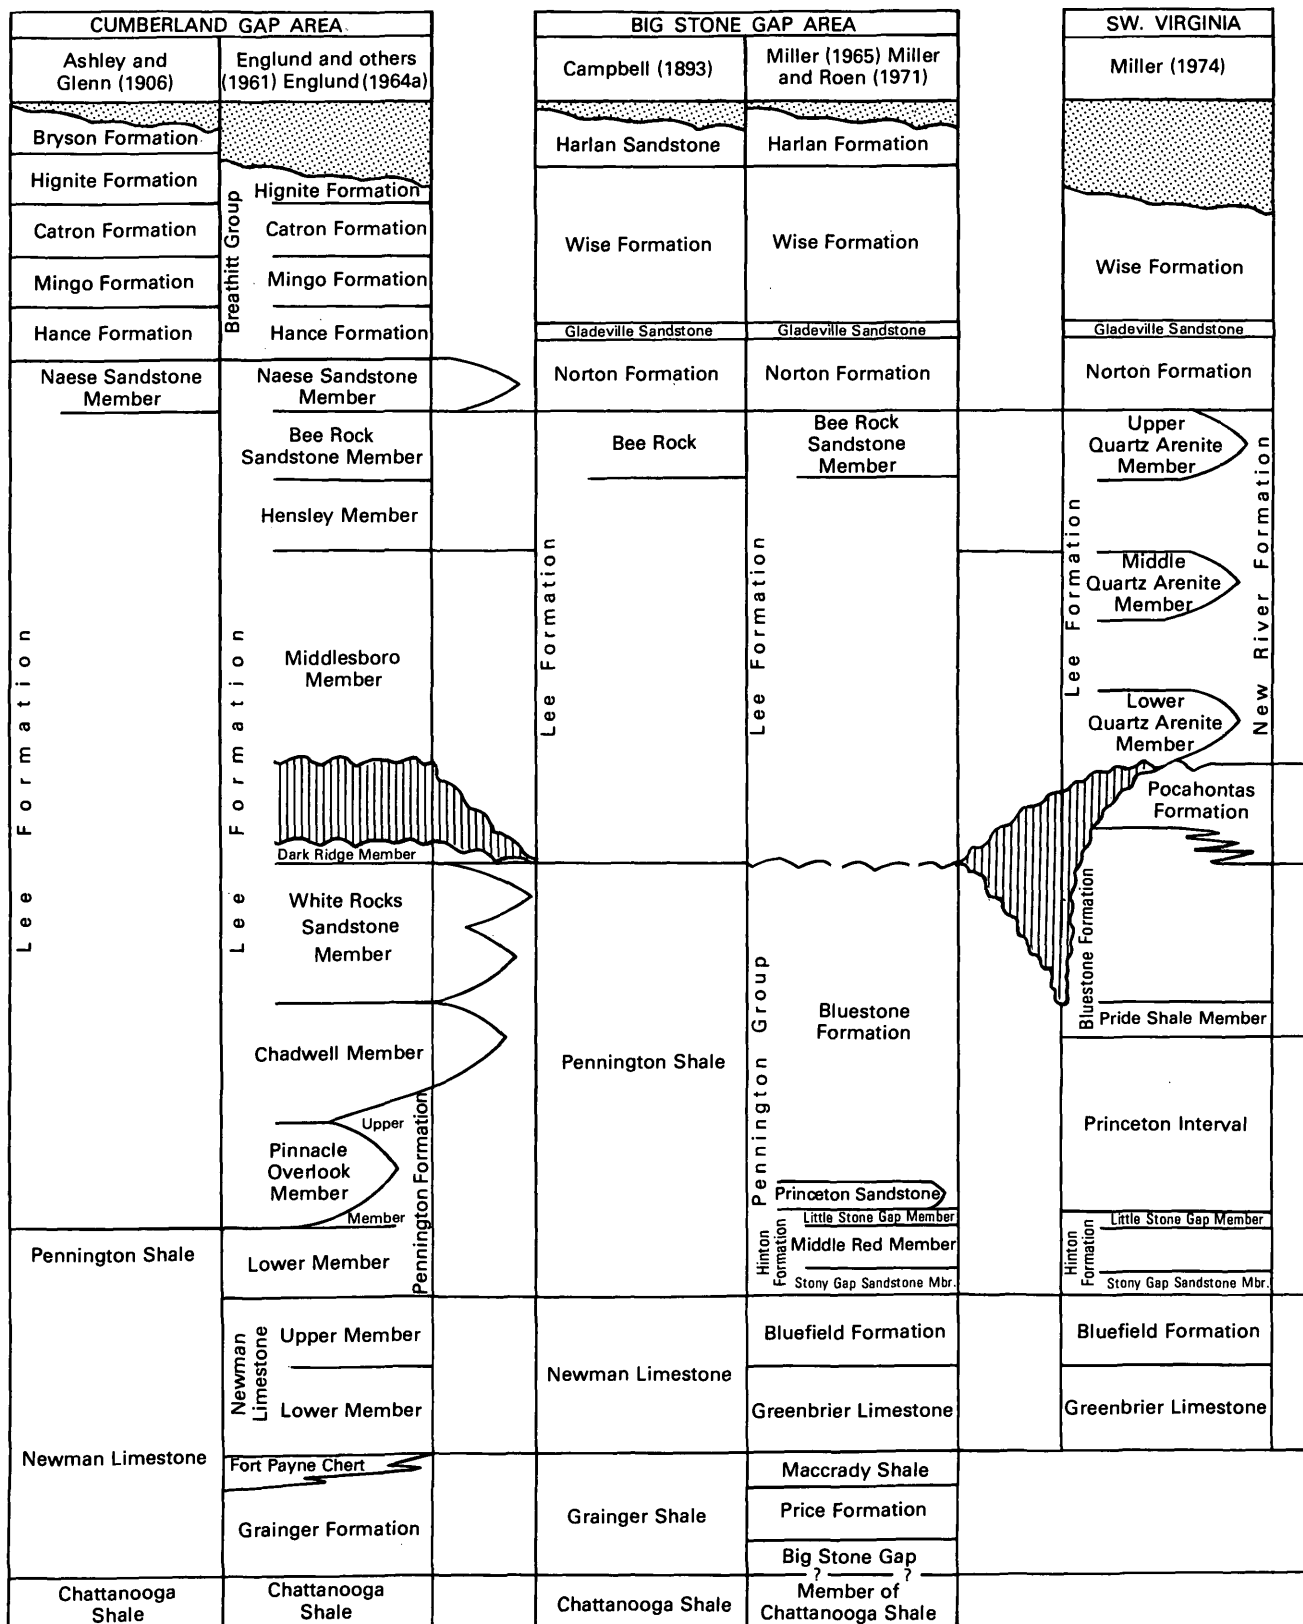 CUMBERLAND GAP AREA
Ashley and
Glenn (1906)
Englund and others
(1961) Englund (1964a)
BIG STONE GAP AREA
Campbell (1893)
Miller (1965) Miller
and Roen (1971)
SW. VIRGINIA
Miller (1974)
Bryson Formation
Hignite Formation
Catron Formation
Mingo Formation
Hance Formation
Naese Sandstone
Member
Lee Formation
Pennington Shale
Newman Limestone
Chattanooga
Shale
Breathitt Group
Hignite Formation
Catron Formation
Mingo Formation
Hance Formation
Lee Formation
Naese Sandstone
Member
Bee Rock
Sandstone Member
Hensley Member
Middlesboro
Member
Dark Ridge Member
White Rocks
Sandstone
Member
Chadwell Member
Upper
Pinnacle
Overlook
Member
Member
Pennington Formation
Lower Member
Newman
Limestone
Upper Member
Lower Member
Fort Payne Chert
Grainger Formation
Chattanooga
Shale
Harlan Sandstone
Wise Formation
Gladeville Sandstone
Norton Formation
Lee Formation
Bee Rock
Pennington Shale
Newman Limestone
Grainger Shale
Chattanooga Shale
Harlan Formation
Wise Formation
Gladeville Sandstone
Norton Formation
Lee Formation
Bee Rock
Sandstone
Member
Pennington Group
Bluestone
Formation
Princeton Sandstone
Hinton
Formation
Little Stone Gap Member
Middle Red Member
Stony Gap Sandstone Mbr.
Bluefield Formation
Greenbrier Limestone
Maccrady Shale
Price Formation
Big Stone Gap
? ?
Member of
Chattanooga Shale
Wise Formation
Gladeville Sandstone
Norton Formation
Lee Formation
Upper
Quartz Arenite
Member
Middle
Quartz Arenite
Member
Lower
Quartz Arenite
Member
New River Formation
Pocahontas
Formation
Bluestone Formation
Pride Shale Member
Princeton Interval
Hinton
Formation
Little Stone Gap Member
Stony Gap Sandstone Mbr.
Bluefield Formation
Greenbrier Limestone